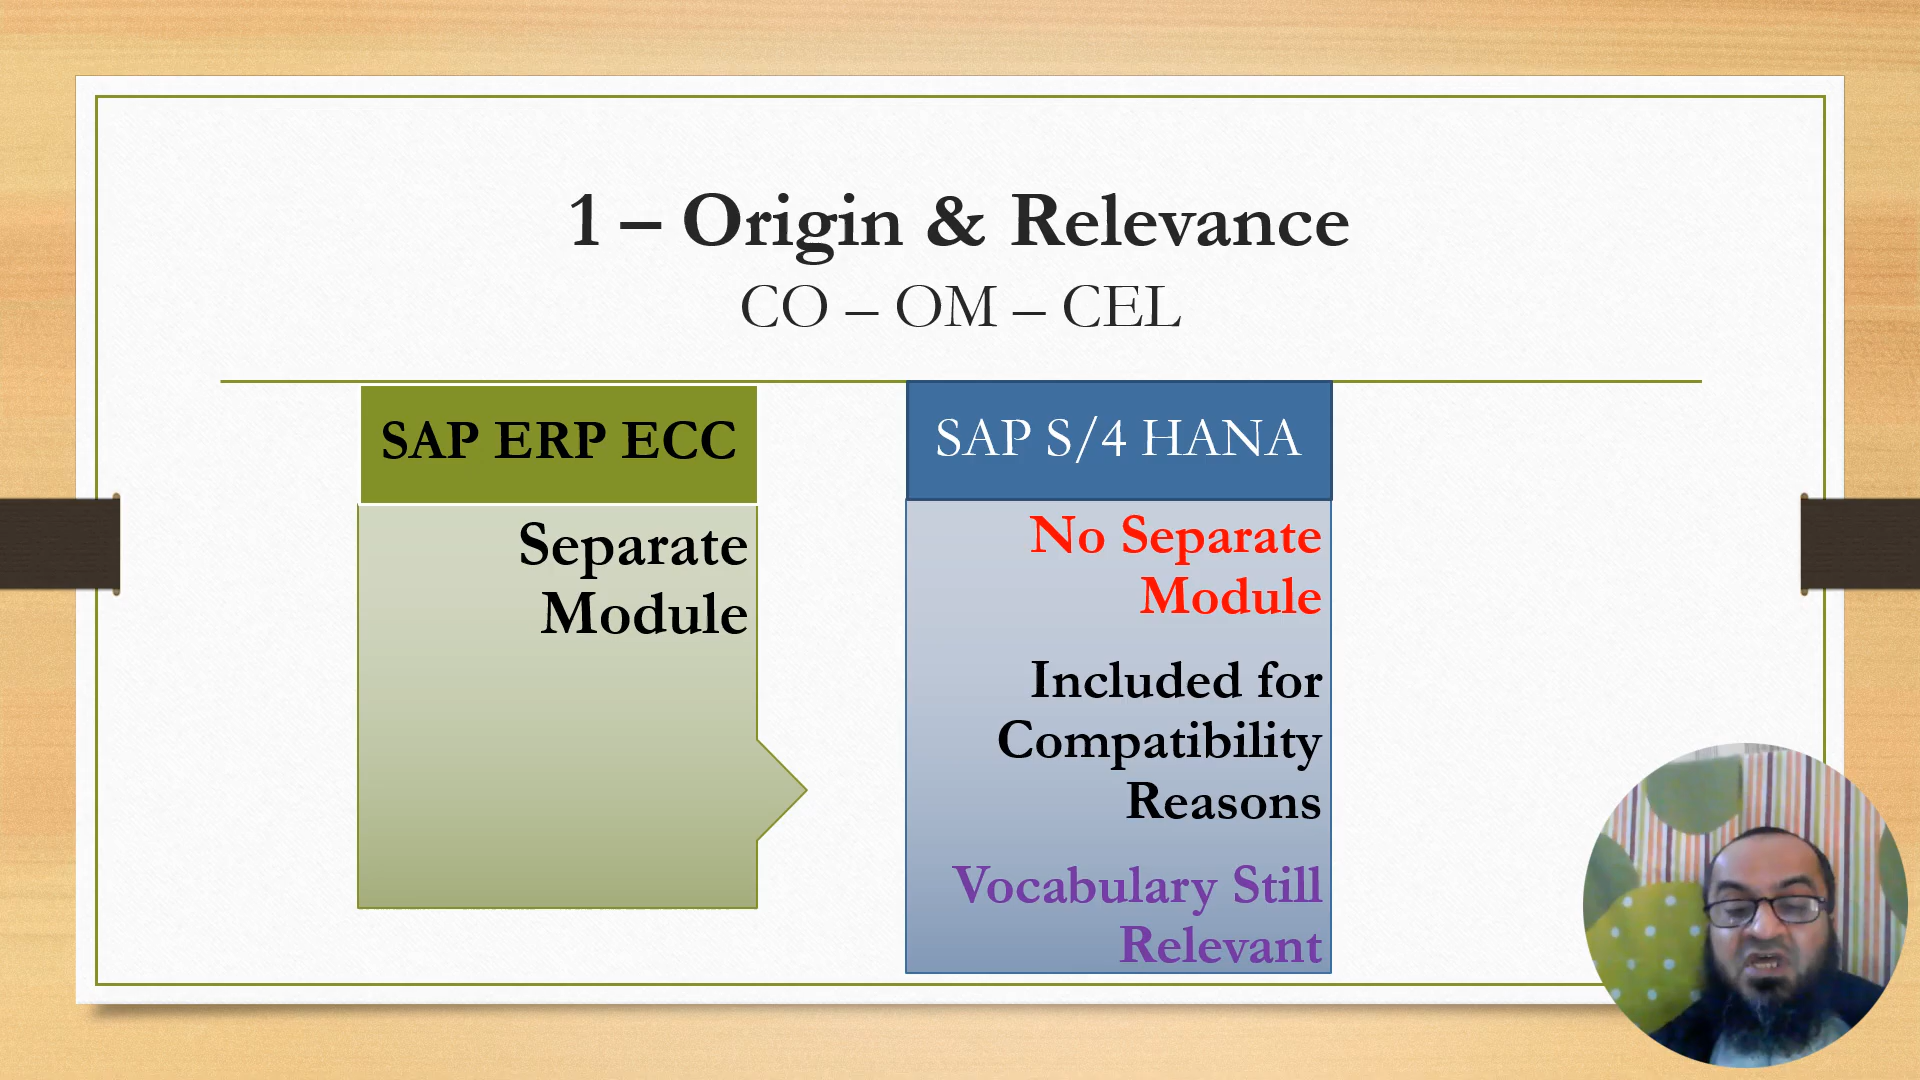 1 – Origin & Relevance
CO – OM – CEL
SAP ERP ECC
Separate
Module
SAP S/4 HANA
No Separate
Module
Included for
Compatibility
Reasons
Vocabulary Still
Relevant